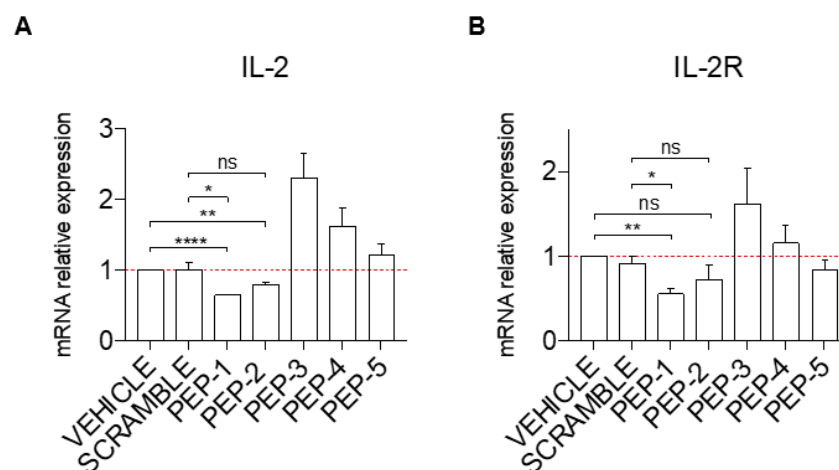 A
IL-2
mRNA relative expression
3
2
1
0
ns
*
**
****
VEHICLE
SCRAMBLE
PEP-1
PEP-2
PEP-3
PEP-4
PEP-5
B
IL-2R
mRNA relative expression
2
1
0
ns
*
ns
**
VEHICLE
SCRAMBLE
PEP-1
PEP-2
PEP-3
PEP-4
PEP-5